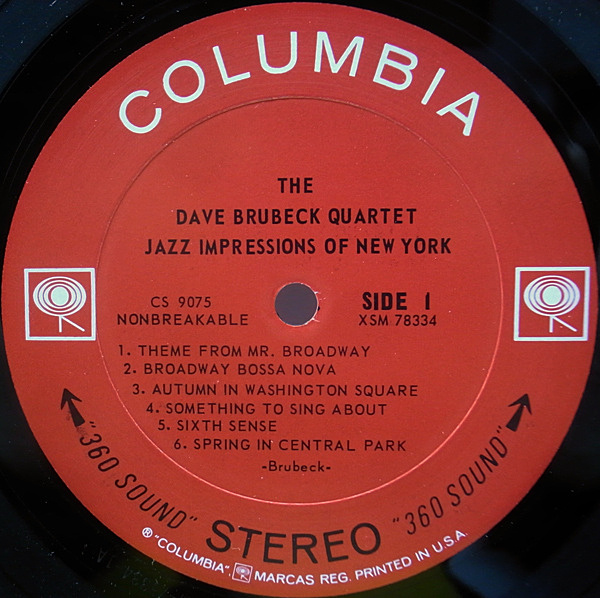 COLUMBIA
THE
DAVE BRUBECK QUARTET
JAZZ IMPRESSIONS OF NEW YORK
CS 9075
NONBREAKABLE
SIDE 1
XSM 78334
1. THEME FROM MR. BROADWAY
2. BROADWAY BOSSA NOVA
3. AUTUMN IN WASHINGTON SQUARE
4. SOMETHING TO SING ABOUT
5. SIXTH SENSE
6. SPRING IN CENTRAL PARK
-Brubeck-
"360 SOUND" STEREO "360 SOUND"
® "COLUMBIA", MARCAS REG. PRINTED IN U.S.A.